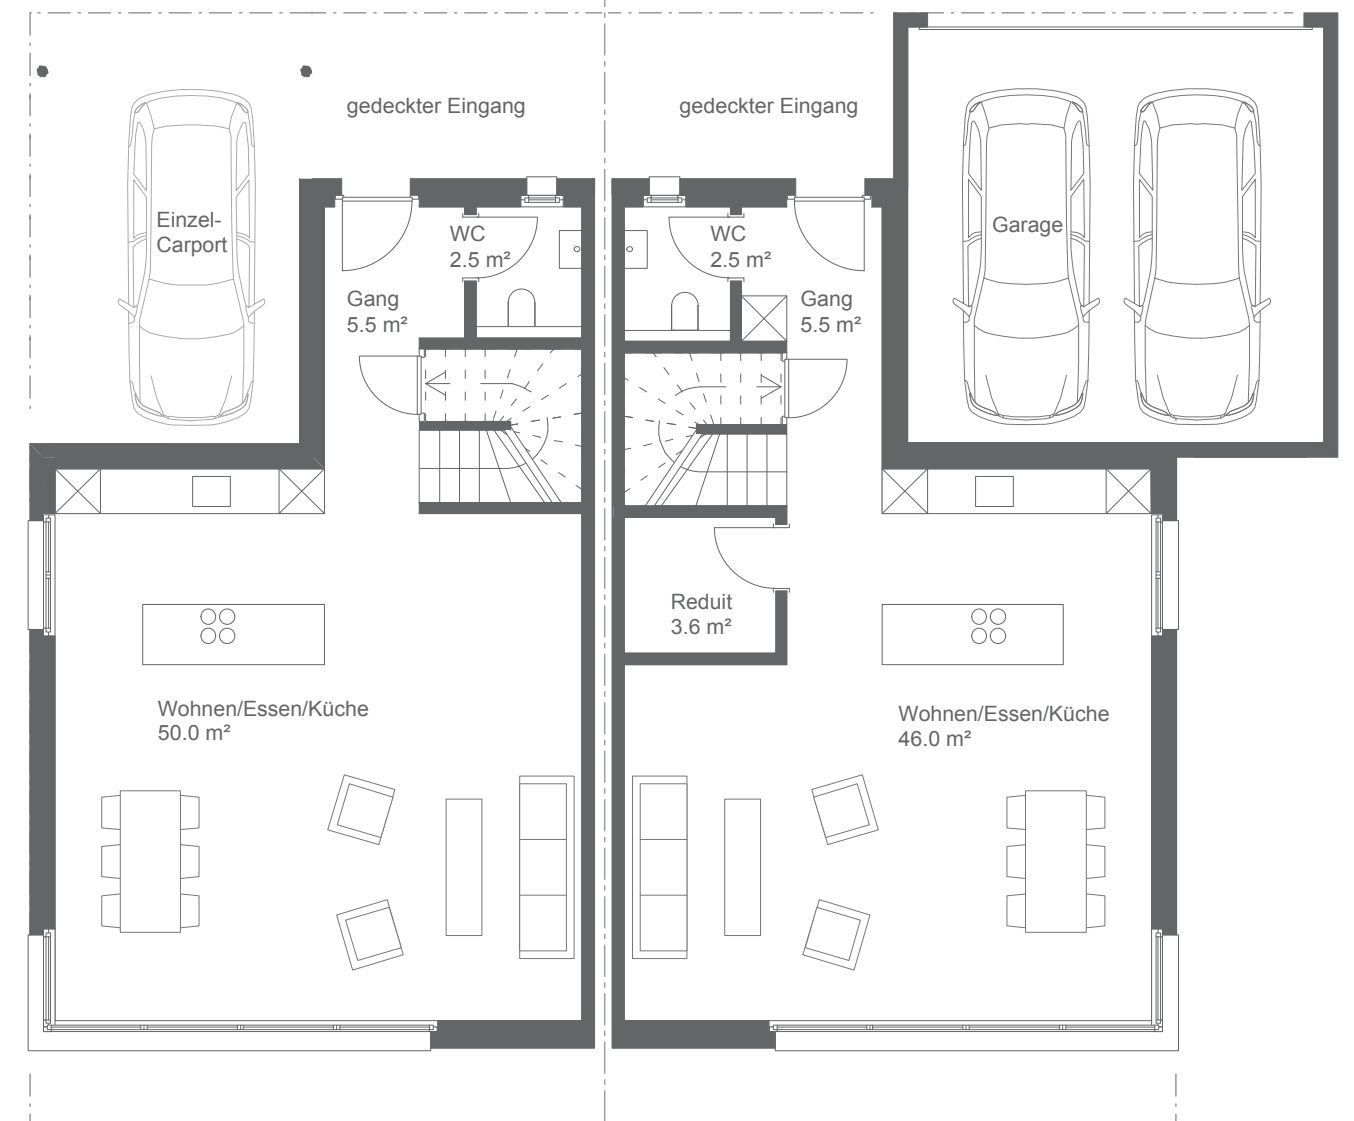 gedeckter Eingang
gedeckter Eingang
Einzel-
Carport
WC
2.5 m²
WC
2.5 m²
Garage
Gang
5.5 m²
Gang
5.5 m²
Reduit
3.6 m²
Wohnen/Essen/Küche
50.0 m²
Wohnen/Essen/Küche
46.0 m²